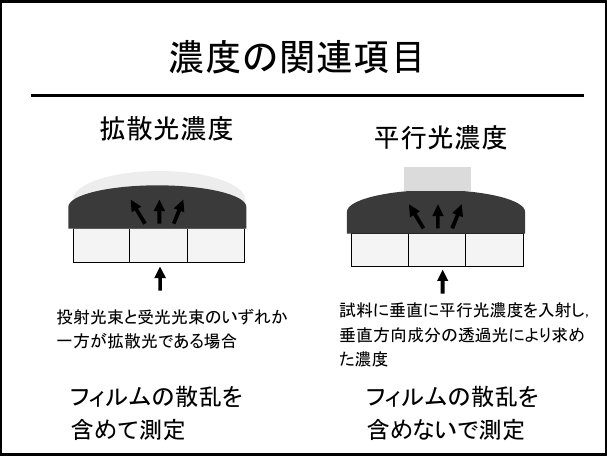 濃度の関連項目
拡散光濃度
投射光束と受光光束のいずれか
一方が拡散光である場合
フィルムの散乱を
含めて測定
平行光濃度
試料に垂直に平行光濃度を入射し,
垂直方向成分の透過光により求め
た濃度
フィルムの散乱を
含めないで測定